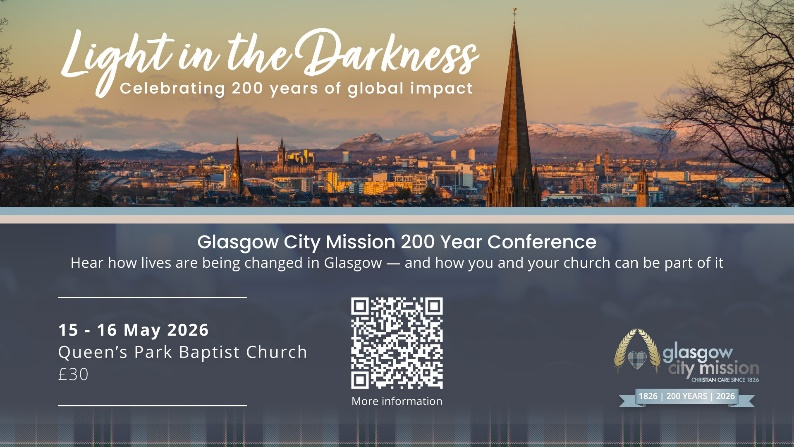 Light in the Darkness
Celebrating 200 years of global impact
Glasgow City Mission 200 Year Conference
Hear how lives are being changed in Glasgow — and how you and your church can be part of it
15 - 16 May 2026
Queen's Park Baptist Church
£30
More information
glasgow
city mission
CHRISTIAN CARE SINCE 1826
1826 | 200 YEARS | 2026